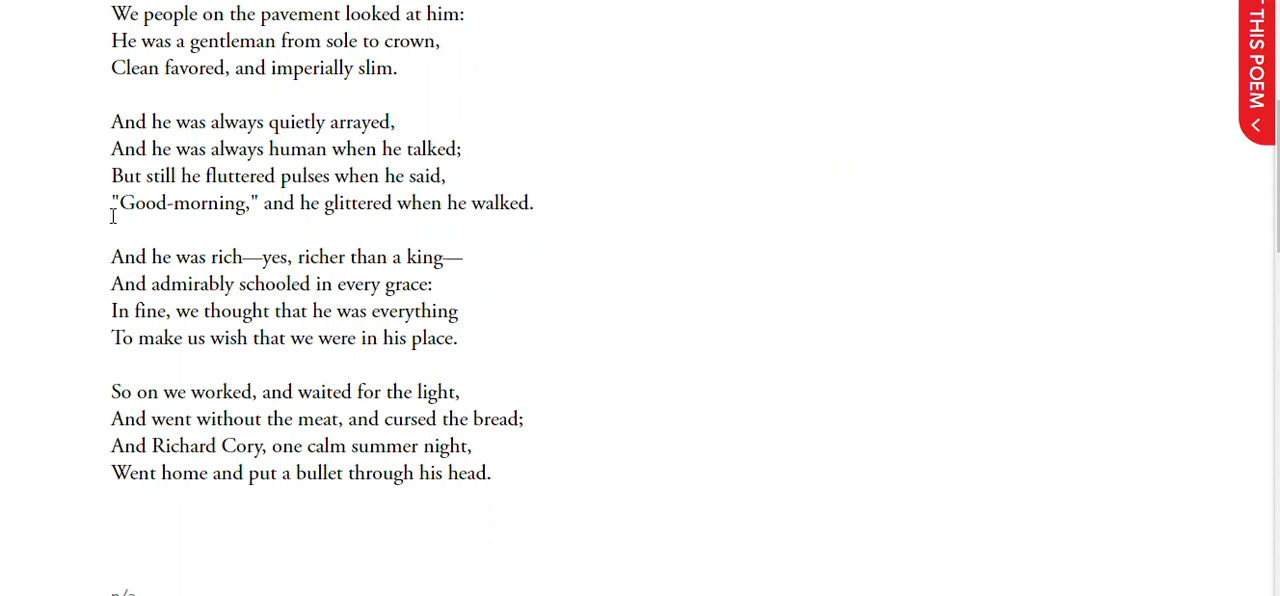 We people on the pavement looked at him:
He was a gentleman from sole to crown,
Clean favored, and imperially slim.
And he was always quietly arrayed,
And he was always human when he talked;
But still he fluttered pulses when he said,
"Good-morning," and he glittered when he walked.
And he was rich—yes, richer than a king—
And admirably schooled in every grace:
In fine, we thought that he was everything
To make us wish that we were in his place.
So on we worked, and waited for the light,
And went without the meat, and cursed the bread;
And Richard Cory, one calm summer night,
Went home and put a bullet through his head.
THIS POEM